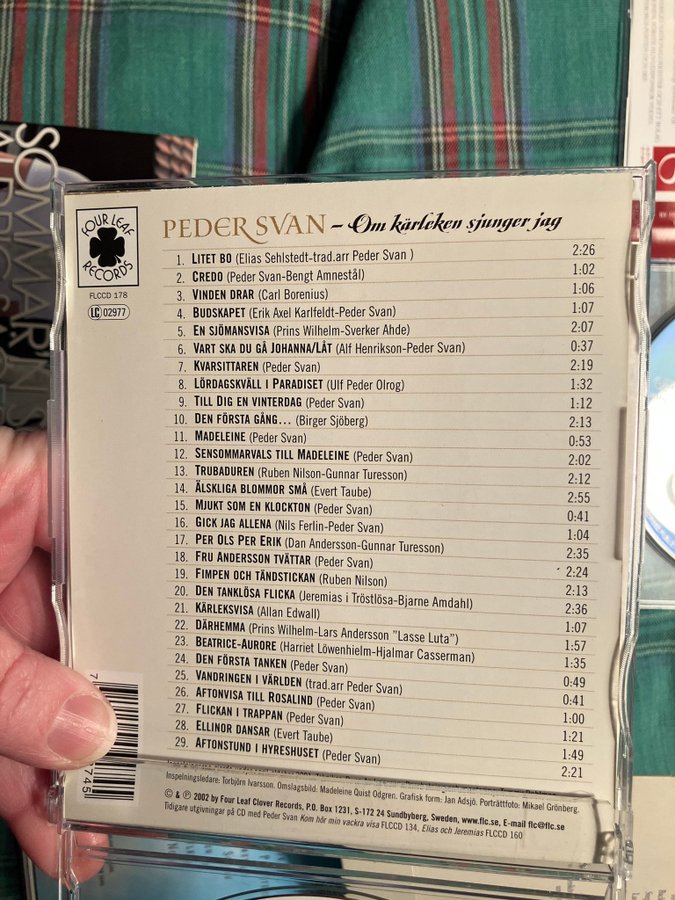 FOUR LEAF
RECORDS
FLCCD 178
LC 02977
PEDER SVAN – Om kärleken sjunger jag
1. LITET BO (Elias Sehlstedt-trad.arr Peder Svan ) 2:26
2. CREDO (Peder Svan-Bengt Amnestål) 1:02
3. VINDEN DRAR (Carl Borenius) 1:06
4. BUDSKAPET (Erik Axel Karlfeldt-Peder Svan) 1:07
5. EN SJÖMANSVISA (Prins Wilhelm-Sverker Ahde) 2:07
6. VART SKA DU GÅ JOHANNA/LÅT (Alf Henrikson-Peder Svan) 0:37
7. KVARSITTAREN (Peder Svan) 2:19
8. LÖRDAGSKVÄLL I PARADISET (Ulf Peder Olrog) 1:32
9. TILL DIG EN VINTERDAG (Peder Svan) 1:12
10. DEN FÖRSTA GÅNG... (Birger Sjöberg) 2:13
11. MADELEINE (Peder Svan) 0:53
12. SENSOMMARVALS TILL MADELEINE (Peder Svan) 2:02
13. TRUBADUREN (Ruben Nilson-Gunnar Turesson) 2:12
14. ÄLSKLIGA BLOMMOR SMÅ (Evert Taube) 2:55
15. MJUKT SOM EN KLOCKTON (Peder Svan) 0:41
16. GICK JAG ALLENA (Nils Ferlin-Peder Svan) 1:04
17. PER OLS PER ERIK (Dan Andersson-Gunnar Turesson) 2:35
18. FRU ANDERSSON TVÄTTAR (Peder Svan) 2:24
19. FIMPEN OCH TÄNDSTICKAN (Ruben Nilson) 2:13
20. DEN TANKLÖSA FLICKA (Jeremias i Tröstlösa-Bjarne Amdahl) 2:36
21. KÄRLEKSVISA (Allan Edwall) 1:07
22. DÄRHEMMA (Prins Wilhelm-Lars Andersson "Lasse Luta") 1:57
23. BEATRICE-AURORE (Harriet Löwenhielm-Hjalmar Casserman) 1:35
24. DEN FÖRSTA TANKEN (Peder Svan) 0:49
25. VANDRINGEN I VÄRLDEN (trad.arr Peder Svan) 0:41
26. AFTONVISA TILL ROSALIND (Peder Svan) 1:00
27. FLICKAN I TRAPPAN (Peder Svan) 1:21
28. ELLINOR DANSAR (Evert Taube) 1:49
29. AFTONSTUND I HYRESHUSET (Peder Svan) 2:21
Inspelningsledare: Torbjörn Ivarsson. Omslagsbild: Madeleine Quist Odgren. Grafisk form: Jan Adsjö. Porträttfoto: Mikael Grönberg.
© & ℗ 2002 by Four Leaf Clover Records, P.O. Box 1231, S-172 24 Sundbyberg, Sweden, www.flc.se, E-mail flc@flc.se
Tidigare utgivningar på CD med Peder Svan Kom hör min vackra visa FLCCD 134, Elias och Jeremias FLCCD 160